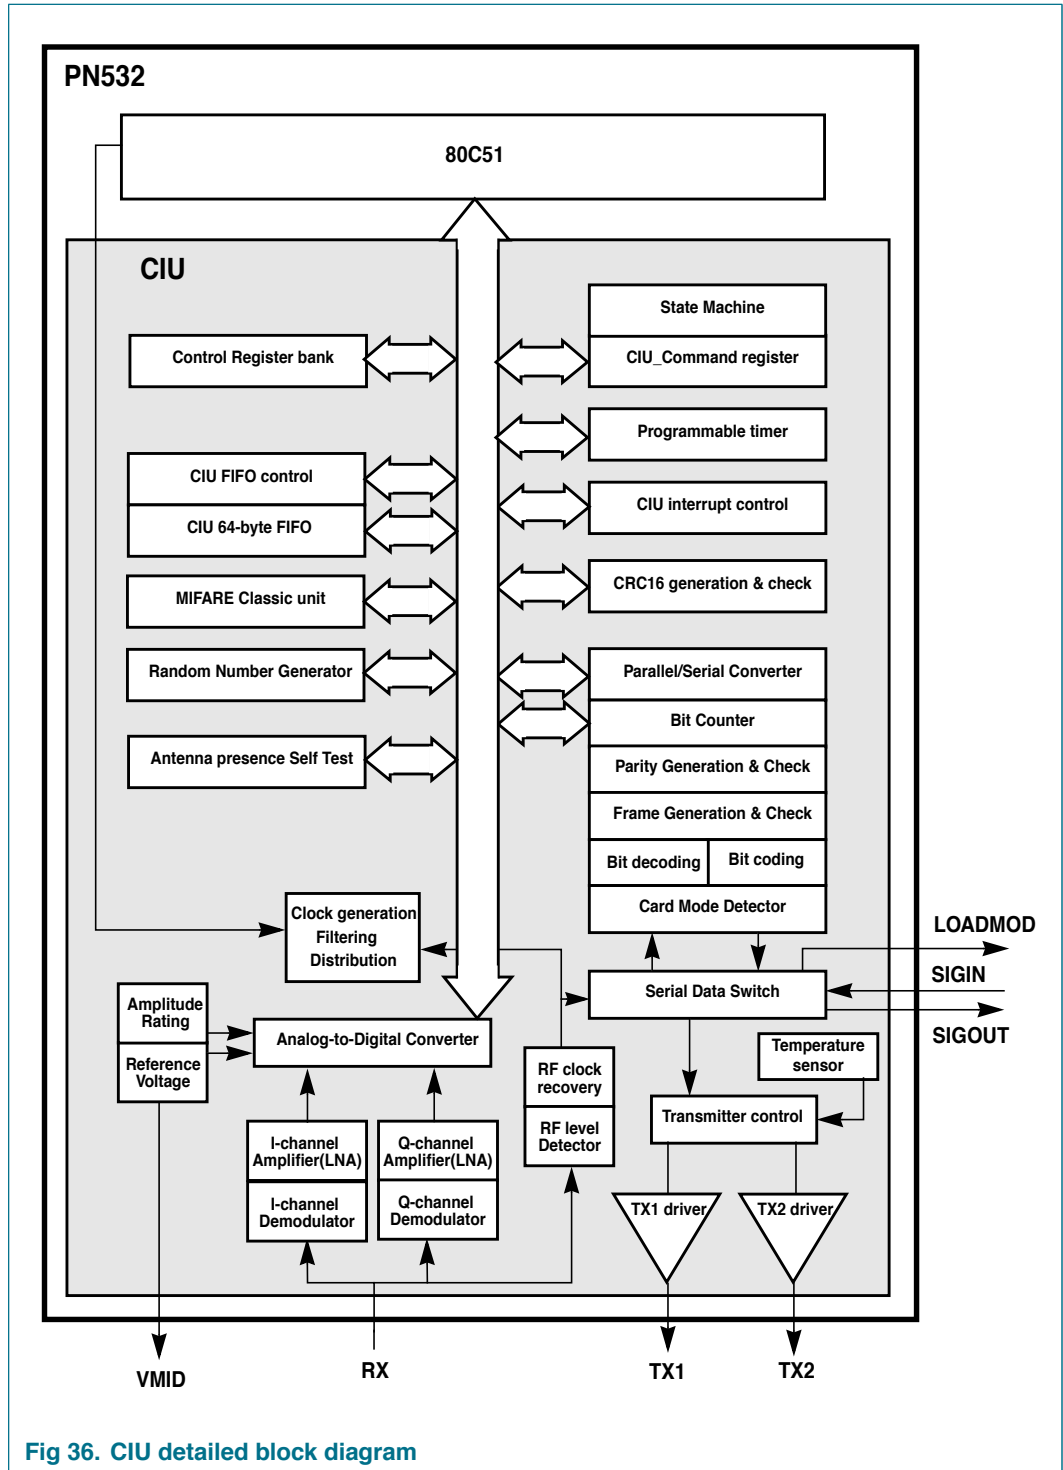 PN532
80C51
CIU
State Machine
Control Register bank
CIU_Command register
Programmable timer
CIU FIFO control
CIU interrupt control
CIU 64-byte FIFO
CRC16 generation & check
MIFARE Classic unit
Random Number Generator
Parallel/Serial Converter
Bit Counter
Antenna presence Self Test
Parity Generation & Check
Frame Generation & Check
Bit decoding
Bit coding
Card Mode Detector
Clock generation
Filtering
Distribution
LOADMOD
SIGIN
SIGOUT
Serial Data Switch
Amplitude
Rating
Reference
Voltage
Analog-to-Digital Converter
RF clock
recovery
RF level
Detector
Temperature
sensor
Transmitter control
I-channel
Amplifier(LNA)
I-channel
Demodulator
Q-channel
Amplifier(LNA)
Q-channel
Demodulator
TX1 driver
TX2 driver
VMID
RX
TX1
TX2
Fig 36. CIU detailed block diagram